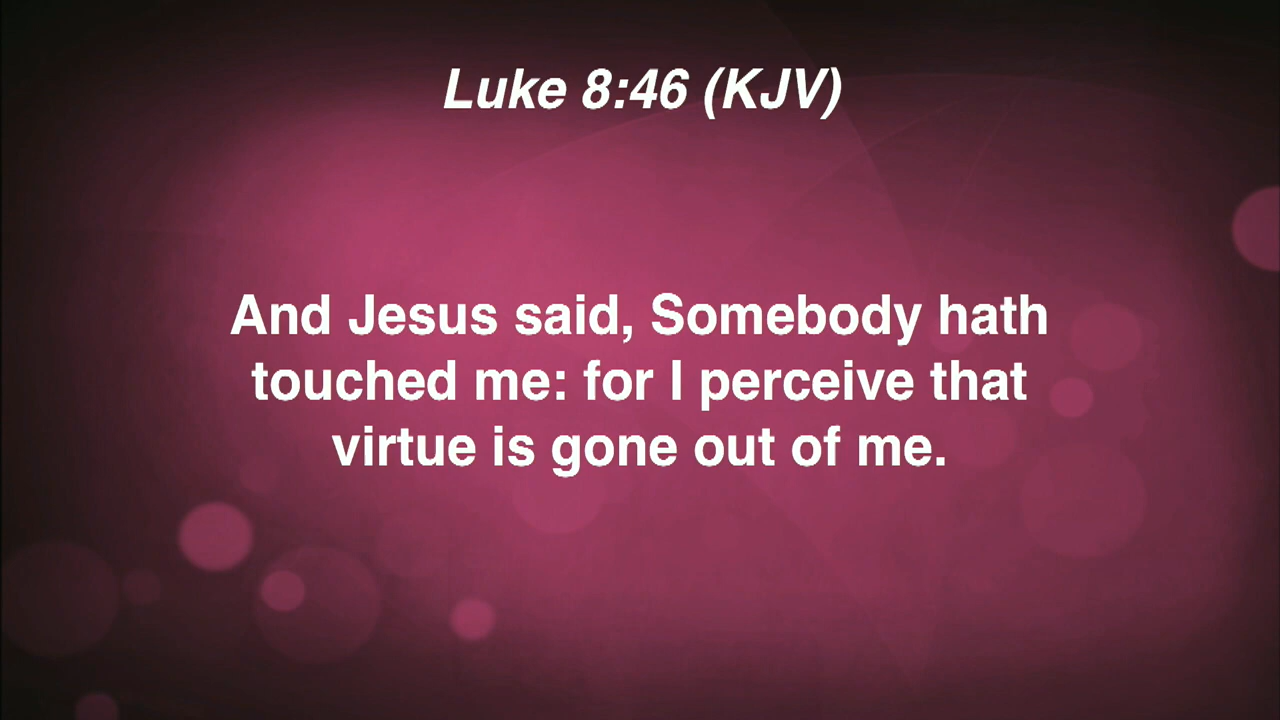 Luke 8:46 (KJV)
And Jesus said, Somebody hath
touched me: for I perceive that
virtue is gone out of me.